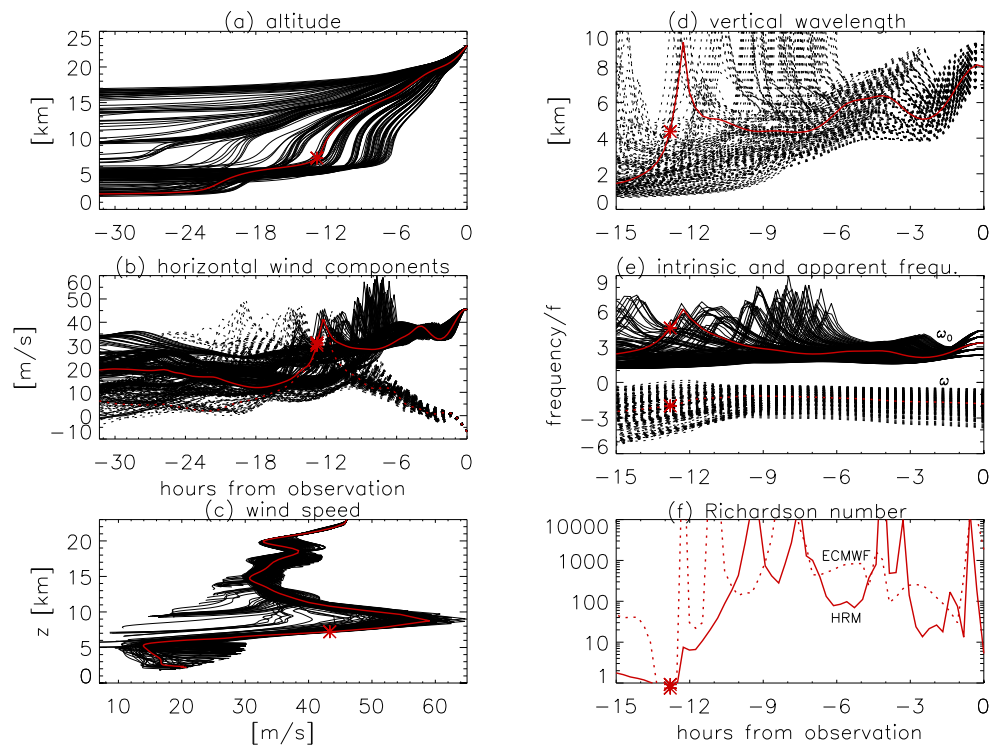 (a) altitude
[km]
25
20
15
10
5
0
−30 −24 −18 −12 −6 0
(b) horizontal wind components
[m/s]
60
50
40
30
20
10
0
−10
−30 −24 −18 −12 −6 0
hours from observation
(c) wind speed
z [km]
20
15
10
5
0
10 20 30 40 50 60
[m/s]
(d) vertical wavelength
[km]
10
8
6
4
2
0
−15 −12 −9 −6 −3 0
(e) intrinsic and apparent frequ.
frequency/f
9
6
3
0
−3
−6
ω₀
ω
−15 −12 −9 −6 −3 0
(f) Richardson number
10000
1000
100
10
1
ECMWF
HRM
−15 −12 −9 −6 −3 0
hours from observation